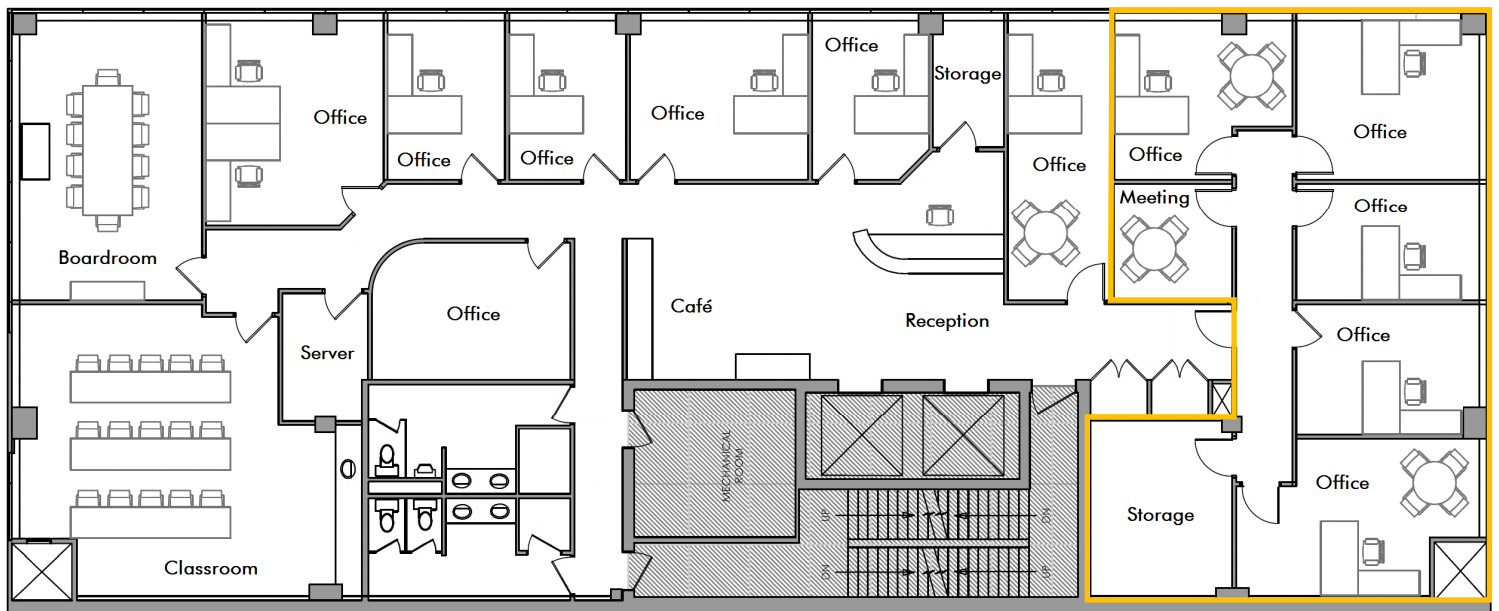 Office
Storage
Office
Office
Office
Office
Office
Office
Office
Office
Meeting
Office
Boardroom
Café
Reception
Office
Server
Office
MECHANICAL
ROOM
UP
DN
DN
UP
Office
Storage
Classroom